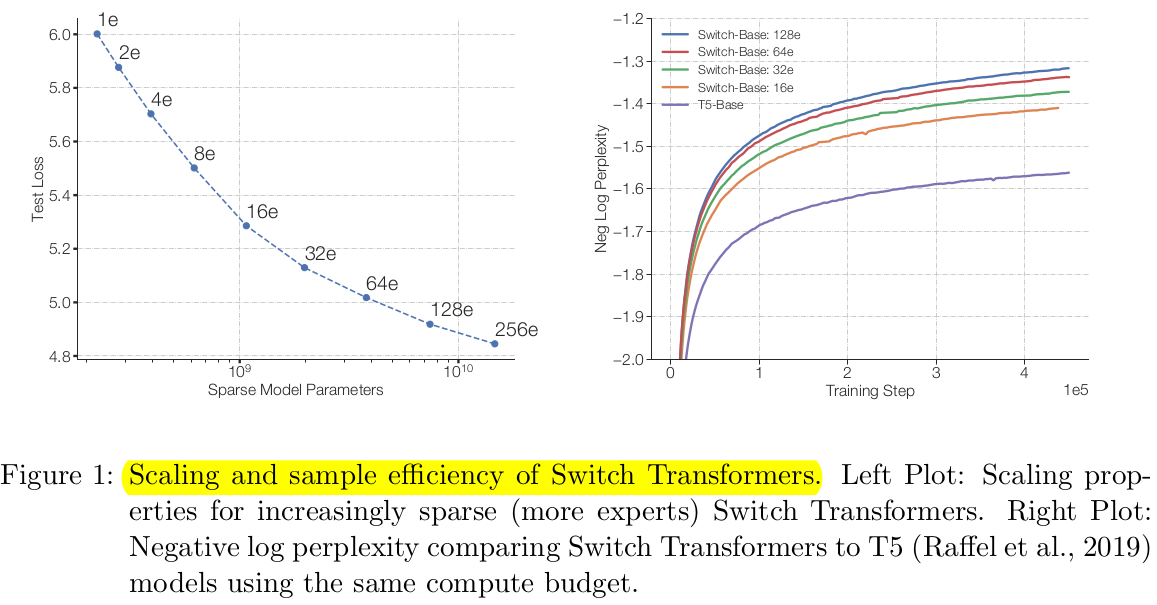 6.0
5.8
5.6
5.4
5.2
5.0
4.8
Test Loss
1e
2e
4e
8e
16e
32e
64e
128e
256e
10⁹
10¹⁰
Sparse Model Parameters
−1.2
−1.3
−1.4
−1.5
−1.6
−1.7
−1.8
−1.9
−2.0
Neg Log Perplexity
Switch-Base: 128e
Switch-Base: 64e
Switch-Base: 32e
Switch-Base: 16e
T5-Base
0
1
2
3
4
1e5
Training Step
Figure 1: Scaling and sample efficiency of Switch Transformers. Left Plot: Scaling prop-
erties for increasingly sparse (more experts) Switch Transformers. Right Plot:
Negative log perplexity comparing Switch Transformers to T5 (Raffel et al., 2019)
models using the same compute budget.